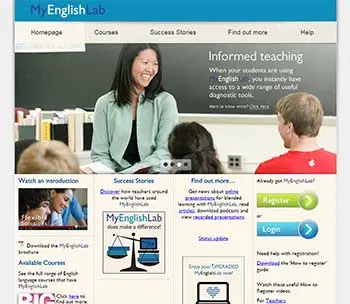 MyEnglishLab
Homepage Courses Success Stories Find out more Help
Informed teaching
When your students are using
MyEnglishLab, you instantly have
access to a wide range of useful
diagnostic tools.
Want to know more? Click Here
Watch an introduction
Flexible
Solutions
Download the MyEnglishLab
brochure
Available Courses
See the full range of English
language courses that have
MyEnglishLab
BIG
Click here to
find out more.
Success Stories
Discover how teachers around
the world have used
MyEnglishLab
MyEnglishLab
does make a difference!
Find out more...
Get news about online
presentations for blended
learning with MyEnglishLab, read
articles, download podcasts and
view recorded presentations.
Status update
Enjoy your
MyEnglishLab now!
Already got MyEnglishLab?
Register
or
Login
Need help with registration?
Download the 'How to register'
guide
Watch these useful How to
Register videos:
For Teachers